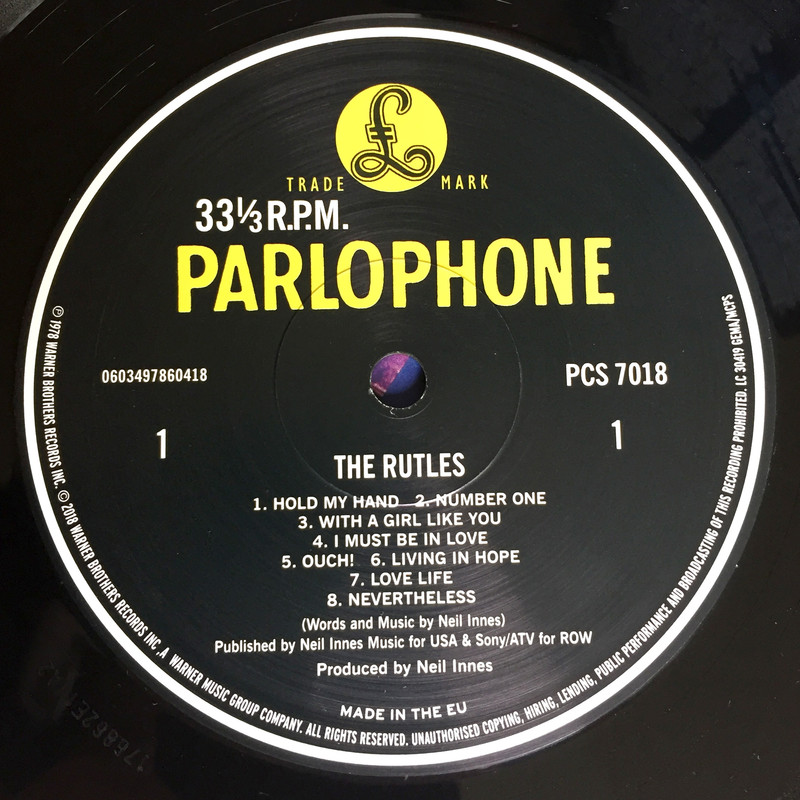 £
TRADE MARK
33⅓ R.P.M.
PARLOPHONE
0603497860418
PCS 7018
1
1
THE RUTLES
1. HOLD MY HAND 2. NUMBER ONE
3. WITH A GIRL LIKE YOU
4. I MUST BE IN LOVE
5. OUCH! 6. LIVING IN HOPE
7. LOVE LIFE
8. NEVERTHELESS
(Words and Music by Neil Innes)
Published by Neil Innes Music for USA & Sony/ATV for ROW
Produced by Neil Innes
MADE IN THE EU
℗ 1978 WARNER BROTHERS RECORDS INC. © 2018 WARNER BROTHERS RECORDS INC, A WARNER MUSIC GROUP COMPANY. ALL RIGHTS RESERVED. UNAUTHORISED COPYING, HIRING, LENDING, PUBLIC PERFORMANCE AND BROADCASTING OF THIS RECORDING PROHIBITED. LC 30419 GEMA/MCPS